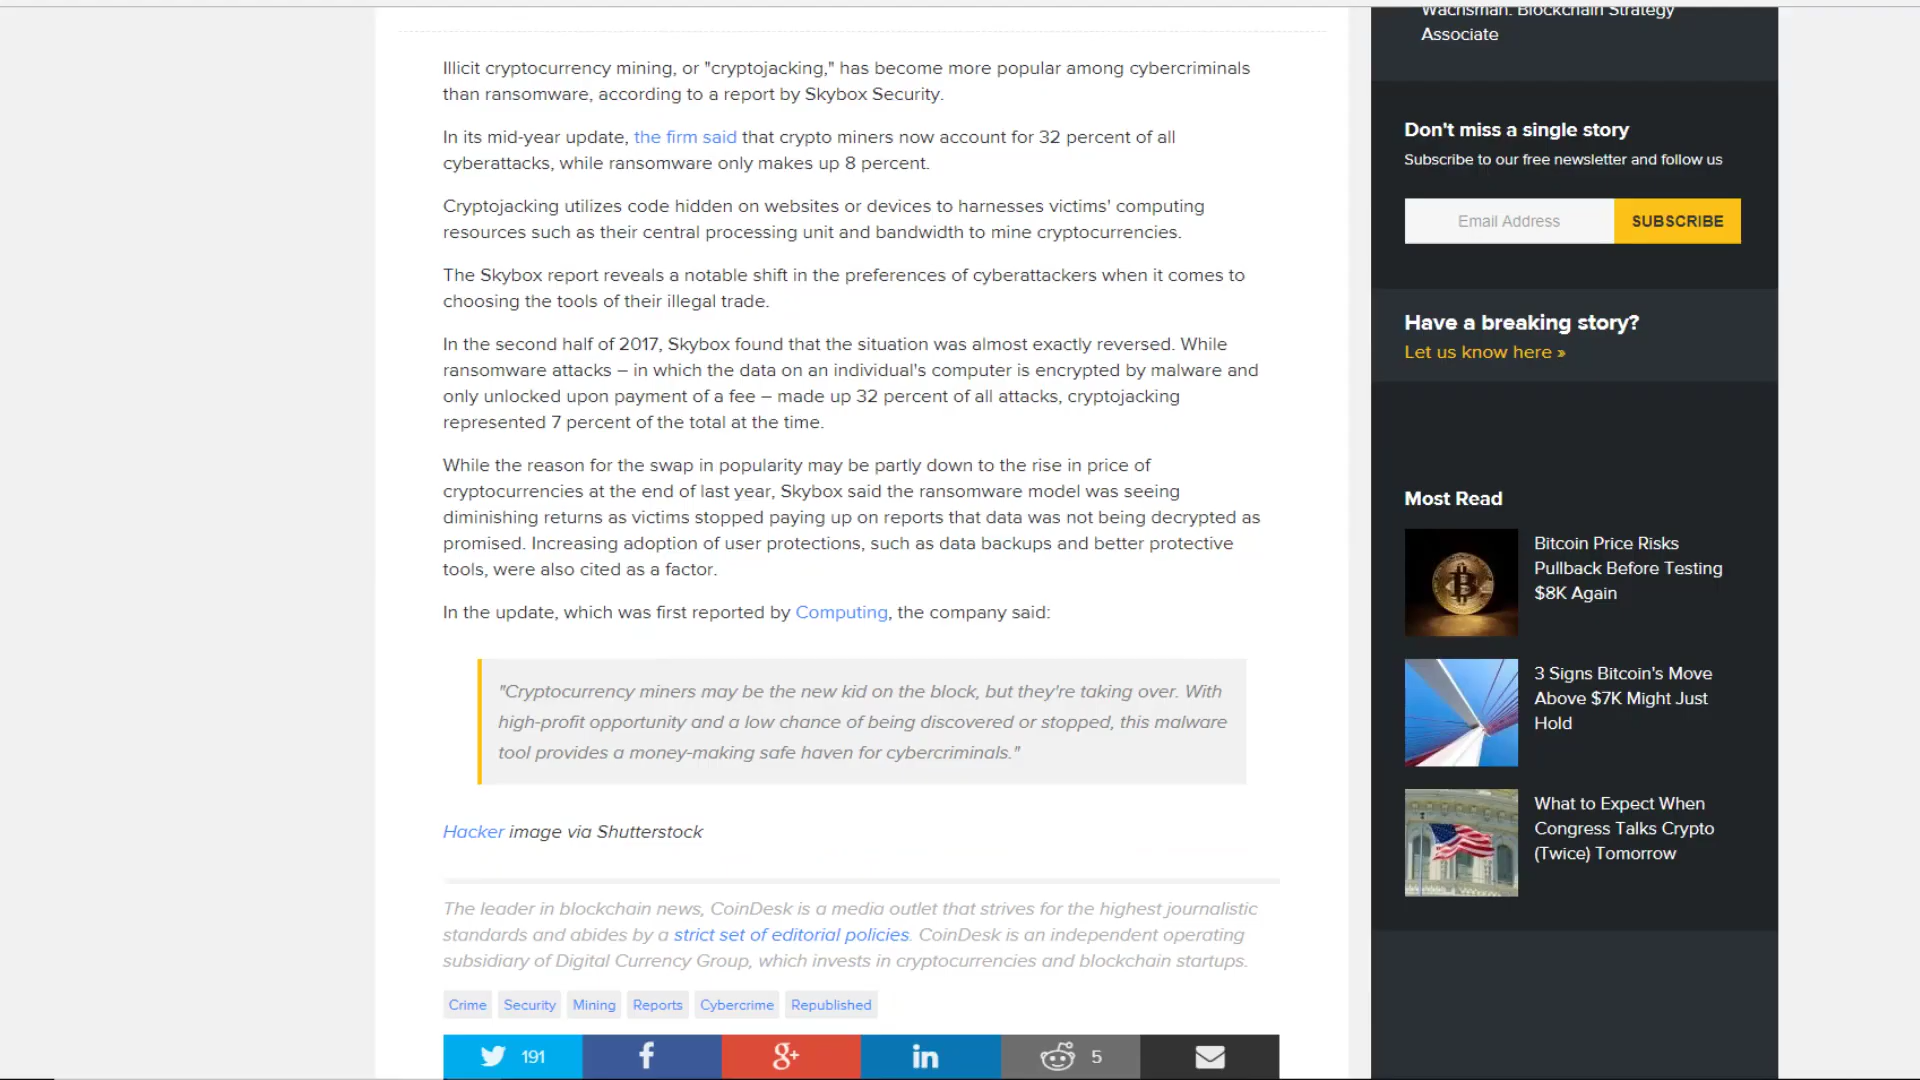 Illicit cryptocurrency mining, or "cryptojacking," has become more popular among cybercriminals
than ransomware, according to a report by Skybox Security.
In its mid-year update, the firm said that crypto miners now account for 32 percent of all
cyberattacks, while ransomware only makes up 8 percent.
Cryptojacking utilizes code hidden on websites or devices to harnesses victims' computing
resources such as their central processing unit and bandwidth to mine cryptocurrencies.
The Skybox report reveals a notable shift in the preferences of cyberattackers when it comes to
choosing the tools of their illegal trade.
In the second half of 2017, Skybox found that the situation was almost exactly reversed. While
ransomware attacks – in which the data on an individual's computer is encrypted by malware and
only unlocked upon payment of a fee – made up 32 percent of all attacks, cryptojacking
represented 7 percent of the total at the time.
While the reason for the swap in popularity may be partly down to the rise in price of
cryptocurrencies at the end of last year, Skybox said the ransomware model was seeing
diminishing returns as victims stopped paying up on reports that data was not being decrypted as
promised. Increasing adoption of user protections, such as data backups and better protective
tools, were also cited as a factor.
In the update, which was first reported by Computing, the company said:
"Cryptocurrency miners may be the new kid on the block, but they're taking over. With
high-profit opportunity and a low chance of being discovered or stopped, this malware
tool provides a money-making safe haven for cybercriminals."
Hacker image via Shutterstock
The leader in blockchain news, CoinDesk is a media outlet that strives for the highest journalistic
standards and abides by a strict set of editorial policies. CoinDesk is an independent operating
subsidiary of Digital Currency Group, which invests in cryptocurrencies and blockchain startups.
Crime Security Mining Reports Cybercrime Republished
191 f g+ in 5
Wachsman: Blockchain Strategy
Associate
Don't miss a single story
Subscribe to our free newsletter and follow us
Email Address SUBSCRIBE
Have a breaking story?
Let us know here »
Most Read
Bitcoin Price Risks
Pullback Before Testing
$8K Again
3 Signs Bitcoin's Move
Above $7K Might Just
Hold
What to Expect When
Congress Talks Crypto
(Twice) Tomorrow